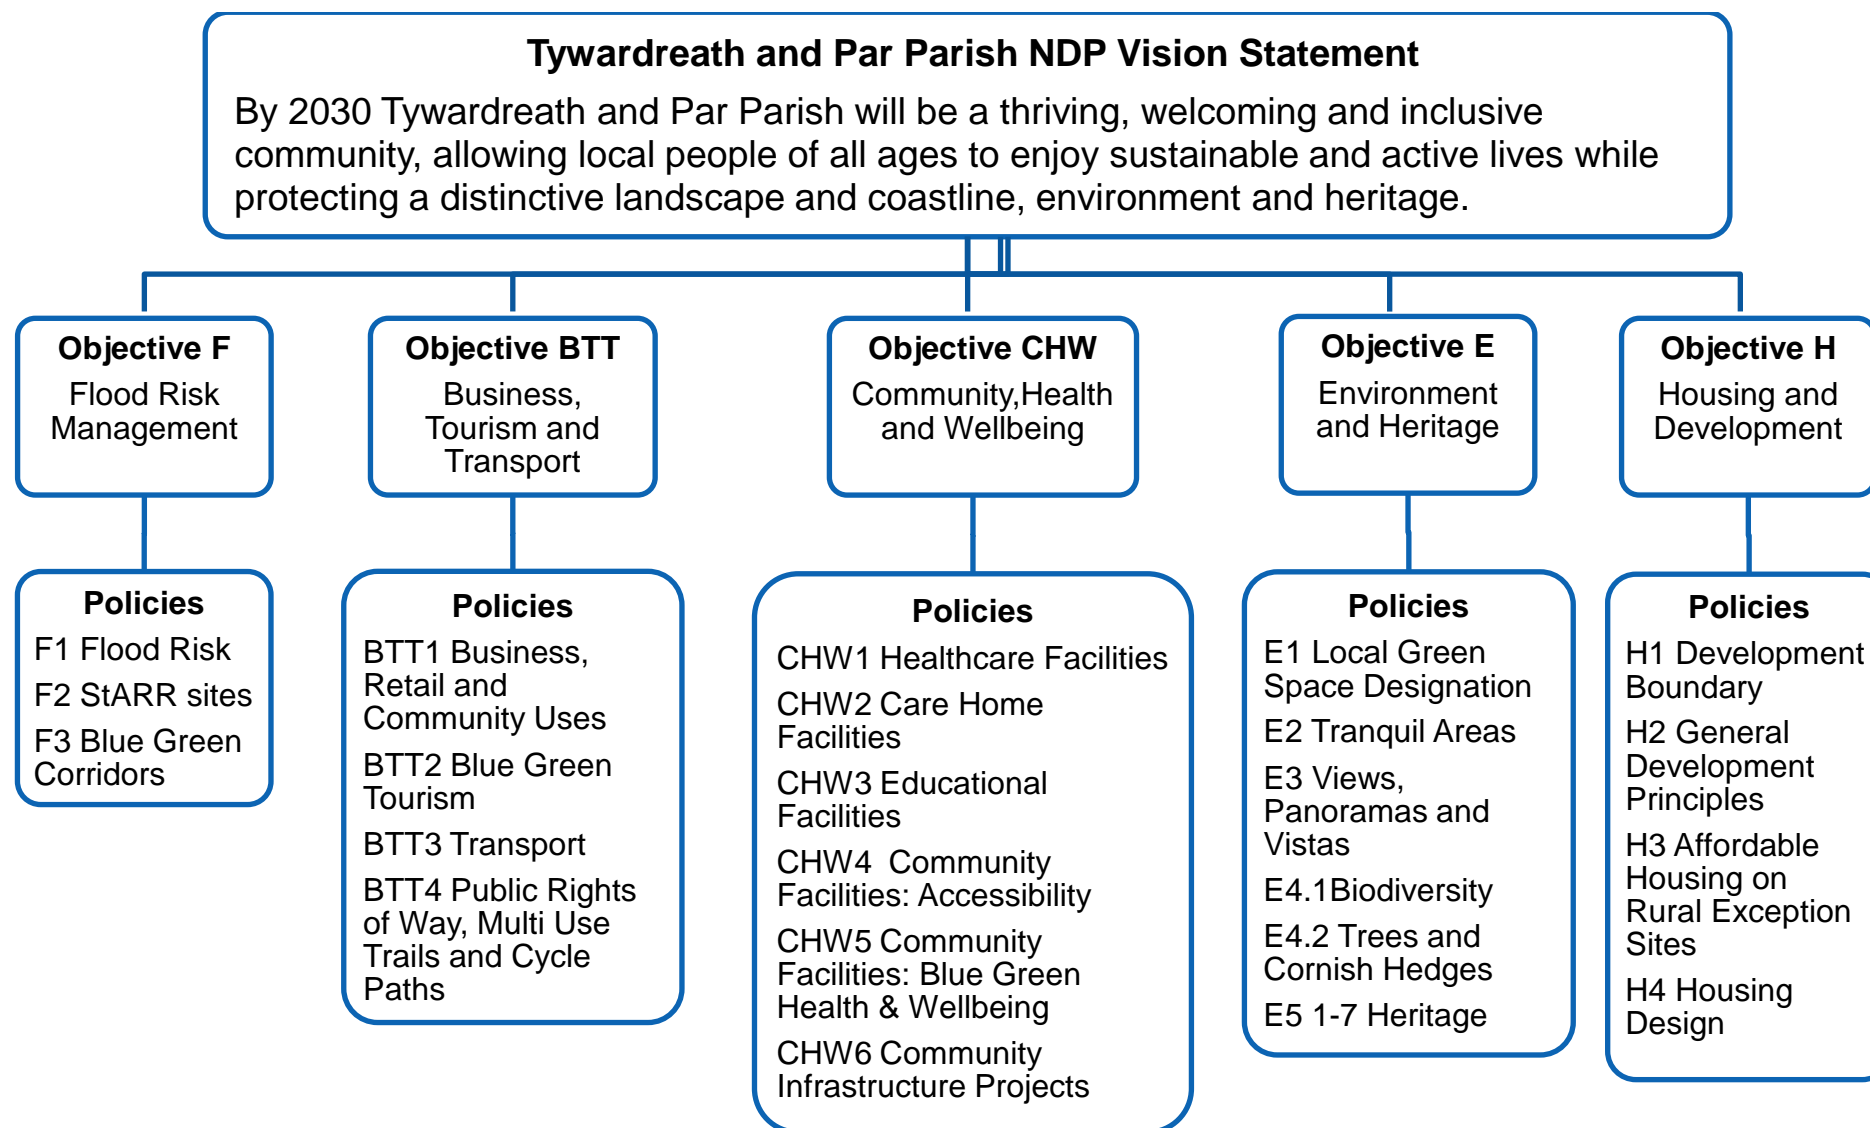 Tywardreath and Par Parish NDP Vision Statement
By 2030 Tywardreath and Par Parish will be a thriving, welcoming and inclusive
community, allowing local people of all ages to enjoy sustainable and active lives while
protecting a distinctive landscape and coastline, environment and heritage.
Objective F
Flood Risk
Management
Objective BTT
Business,
Tourism and
Transport
Objective CHW
Community,Health
and Wellbeing
Objective E
Environment
and Heritage
Objective H
Housing and
Development
Policies
F1 Flood Risk
F2 StARR sites
F3 Blue Green
Corridors
Policies
BTT1 Business,
Retail and
Community Uses
BTT2 Blue Green
Tourism
BTT3 Transport
BTT4 Public Rights
of Way, Multi Use
Trails and Cycle
Paths
Policies
CHW1 Healthcare Facilities
CHW2 Care Home
Facilities
CHW3 Educational
Facilities
CHW4  Community
Facilities: Accessibility
CHW5 Community
Facilities: Blue Green
Health & Wellbeing
CHW6 Community
Infrastructure Projects
Policies
E1 Local Green
Space Designation
E2 Tranquil Areas
E3 Views,
Panoramas and
Vistas
E4.1Biodiversity
E4.2 Trees and
Cornish Hedges
E5 1-7 Heritage
Policies
H1 Development
Boundary
H2 General
Development
Principles
H3 Affordable
Housing on
Rural Exception
Sites
H4 Housing
Design